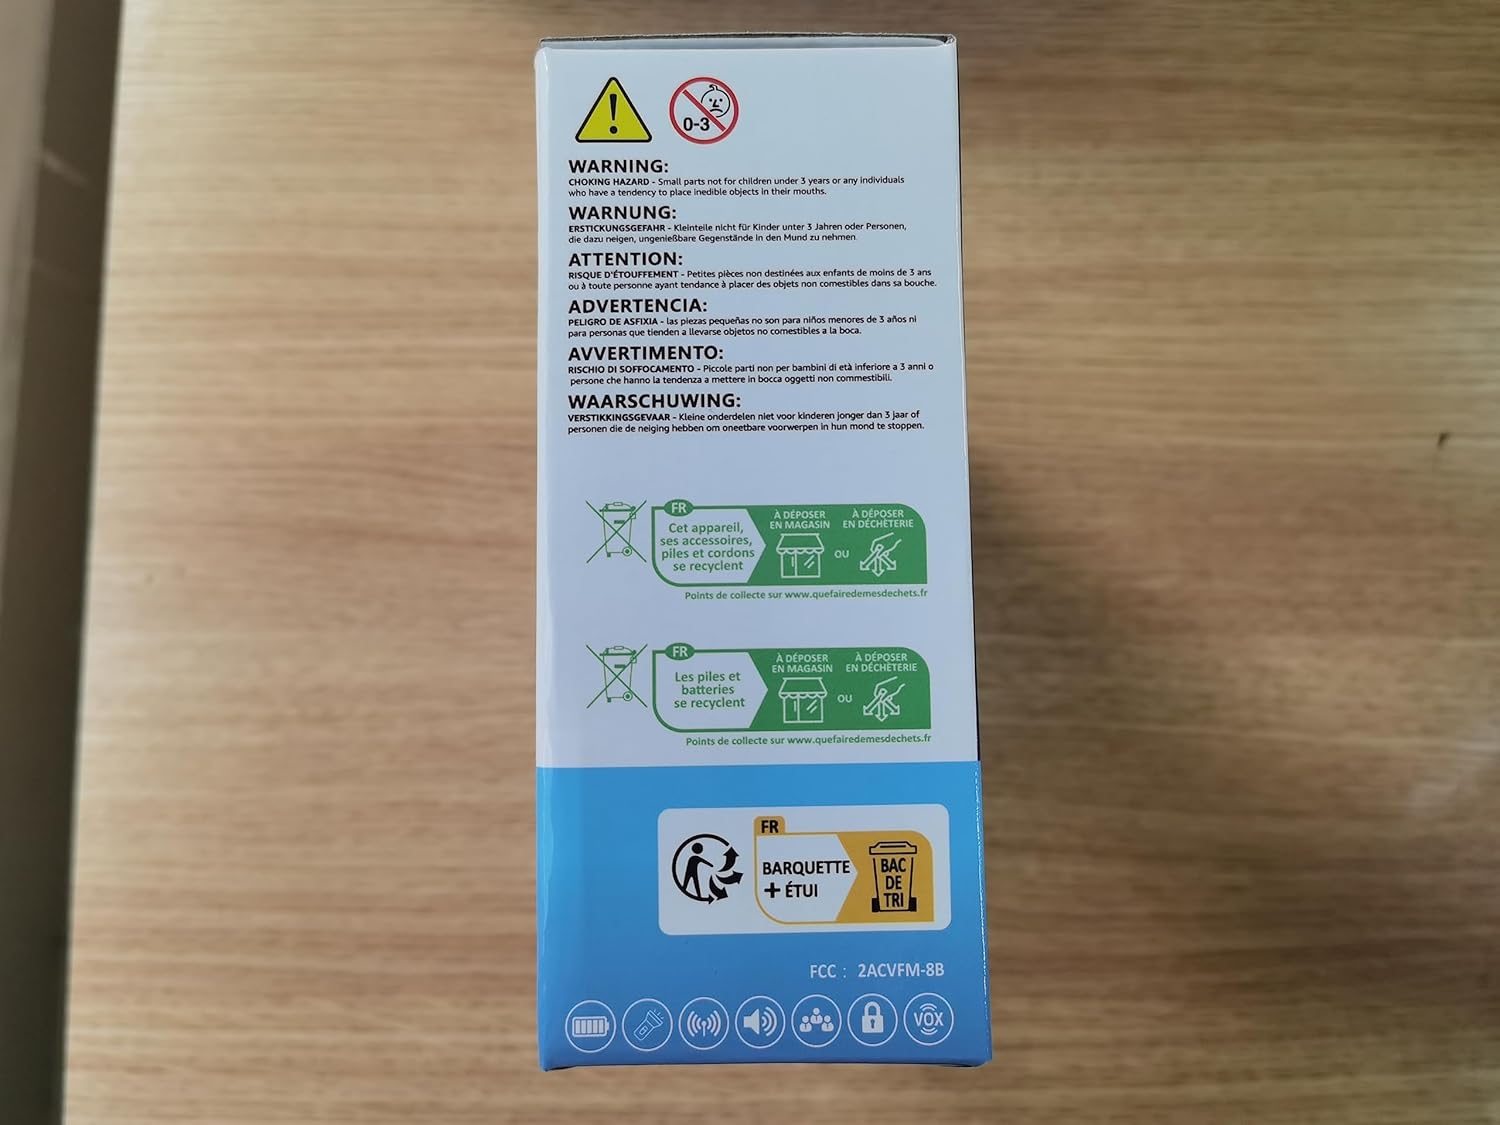 0-3
WARNING:
CHOKING HAZARD - Small parts not for children under 3 years or any individuals
who have a tendency to place inedible objects in their mouths.
WARNUNG:
ERSTICKUNGSGEFAHR - Kleinteile nicht für Kinder unter 3 Jahren oder Personen,
die dazu neigen, ungenießbare Gegenstände in den Mund zu nehmen.
ATTENTION:
RISQUE D'ÉTOUFFEMENT - Petites pièces non destinées aux enfants de moins de 3 ans
ou à toute personne ayant tendance à placer des objets non comestibles dans sa bouche.
ADVERTENCIA:
PELIGRO DE ASFIXIA - las piezas pequeñas no son para niños menores de 3 años ni
para personas que tienden a llevarse objetos no comestibles a la boca.
AVVERTIMENTO:
RISCHIO DI SOFFOCAMENTO - Piccole parti non per bambini di età inferiore a 3 anni o
persone che hanno la tendenza a mettere in bocca oggetti non commestibili.
WAARSCHUWING:
VERSTIKKINGSGEVAAR - Kleine onderdelen niet voor kinderen jonger dan 3 jaar of
personen die de neiging hebben om oneetbare voorwerpen in hun mond te stoppen.
FR
Cet appareil,
ses accessoires,
piles et cordons
se recyclent
À DÉPOSER
EN MAGASIN
OU
À DÉPOSER
EN DÉCHÈTERIE
Points de collecte sur www.quefairedemesdechets.fr
FR
Les piles et
batteries
se recyclent
À DÉPOSER
EN MAGASIN
OU
À DÉPOSER
EN DÉCHÈTERIE
Points de collecte sur www.quefairedemesdechets.fr
FR
BARQUETTE
+ ÉTUI
BAC
DE
TRI
FCC : 2ACVFM-8B
VOX